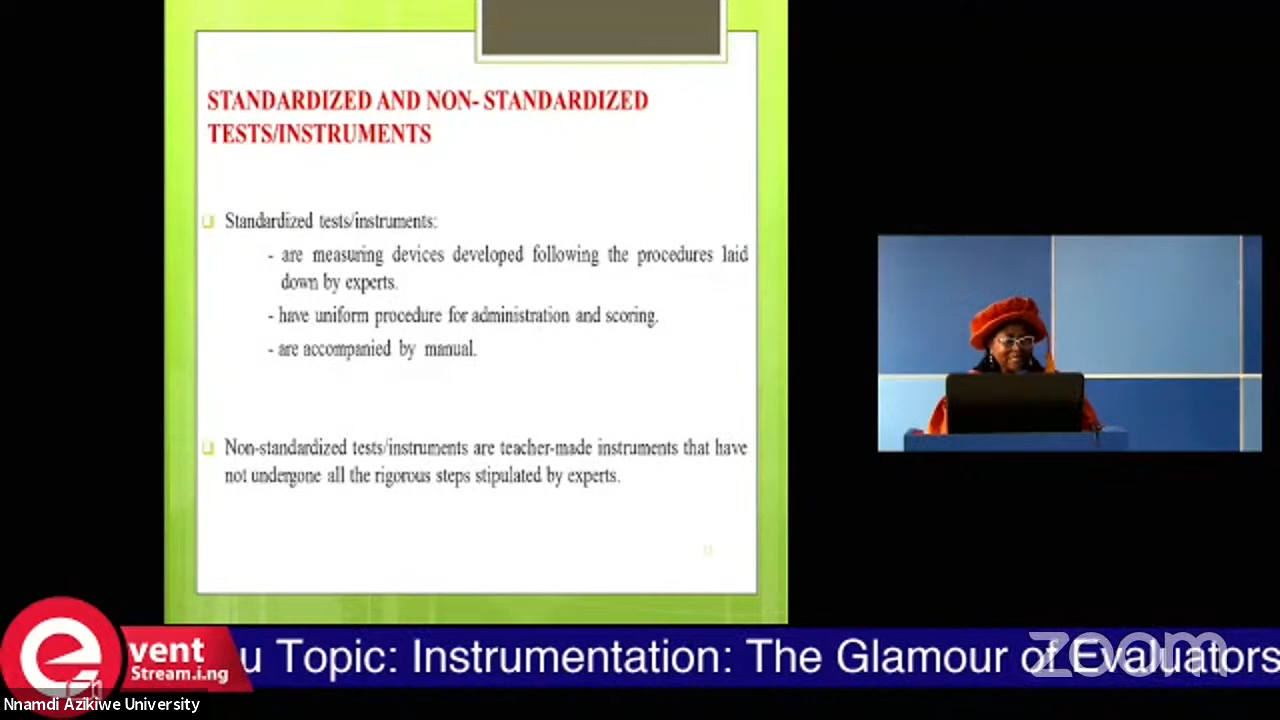 STANDARDIZED AND NON- STANDARDIZED
TESTS/INSTRUMENTS
Standardized tests/instruments:
- are measuring devices developed following the procedures laid
down by experts.
- have uniform procedure for administration and scoring.
- are accompanied by manual.
Non-standardized tests/instruments are teacher-made instruments that have
not undergone all the rigorous steps stipulated by experts.
e
vent
Stream.i.ng
u Topic: Instrumentation: The Glamour of Evaluators
zoom
Nnamdi Azikiwe University